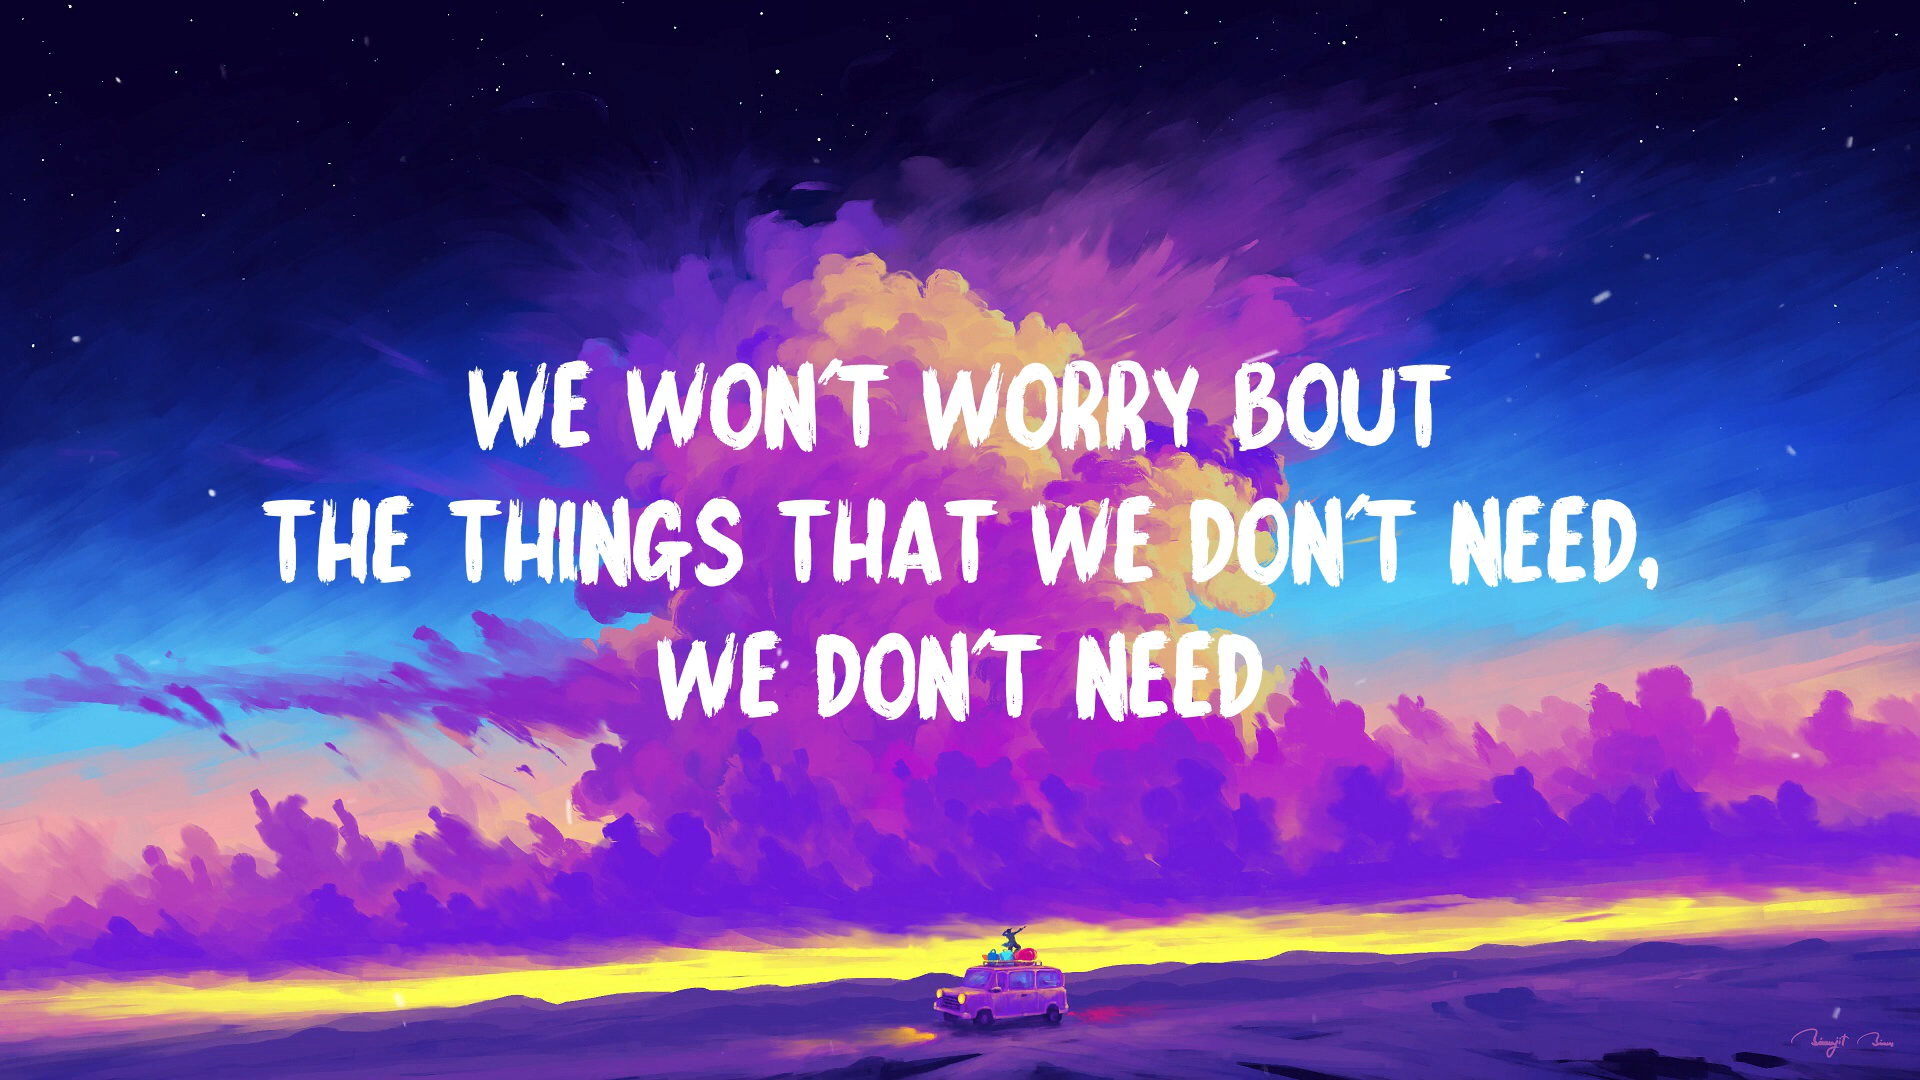 WE WON'T WORRY BOUT
THE THINGS THAT WE DON'T NEED,
WE DON'T NEED